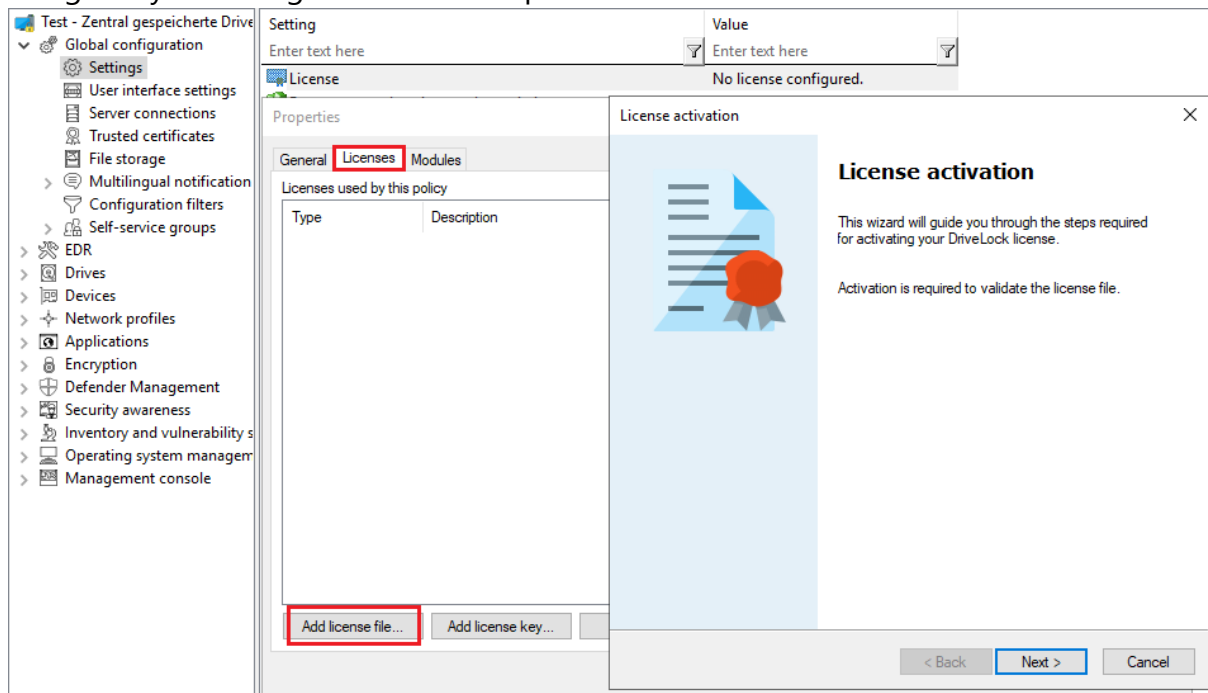 Test - Zentral gespeicherte Drive
Global configuration
Settings
User interface settings
Server connections
Trusted certificates
File storage
Multilingual notification
Configuration filters
Self-service groups
EDR
Drives
Devices
Network profiles
Applications
Encryption
Defender Management
Security awareness
Inventory and vulnerability s
Operating system managem
Management console
Setting Value
Enter text here Enter text here
License No license configured.
Properties
General Licenses Modules
Licenses used by this policy
Type Description
Add license file... Add license key...
License activation
License activation
This wizard will guide you through the steps required
for activating your DriveLock license.
Activation is required to validate the license file.
< Back Next > Cancel